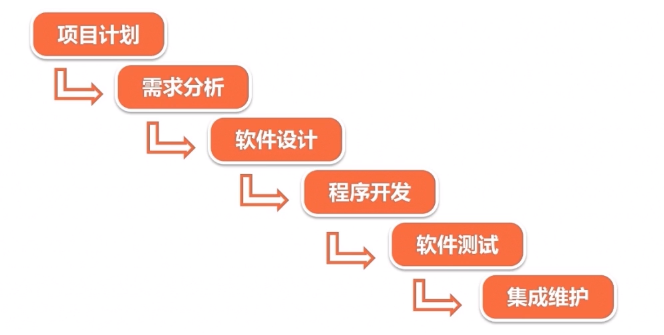 项目计划
需求分析
软件设计
程序开发
软件测试
集成维护